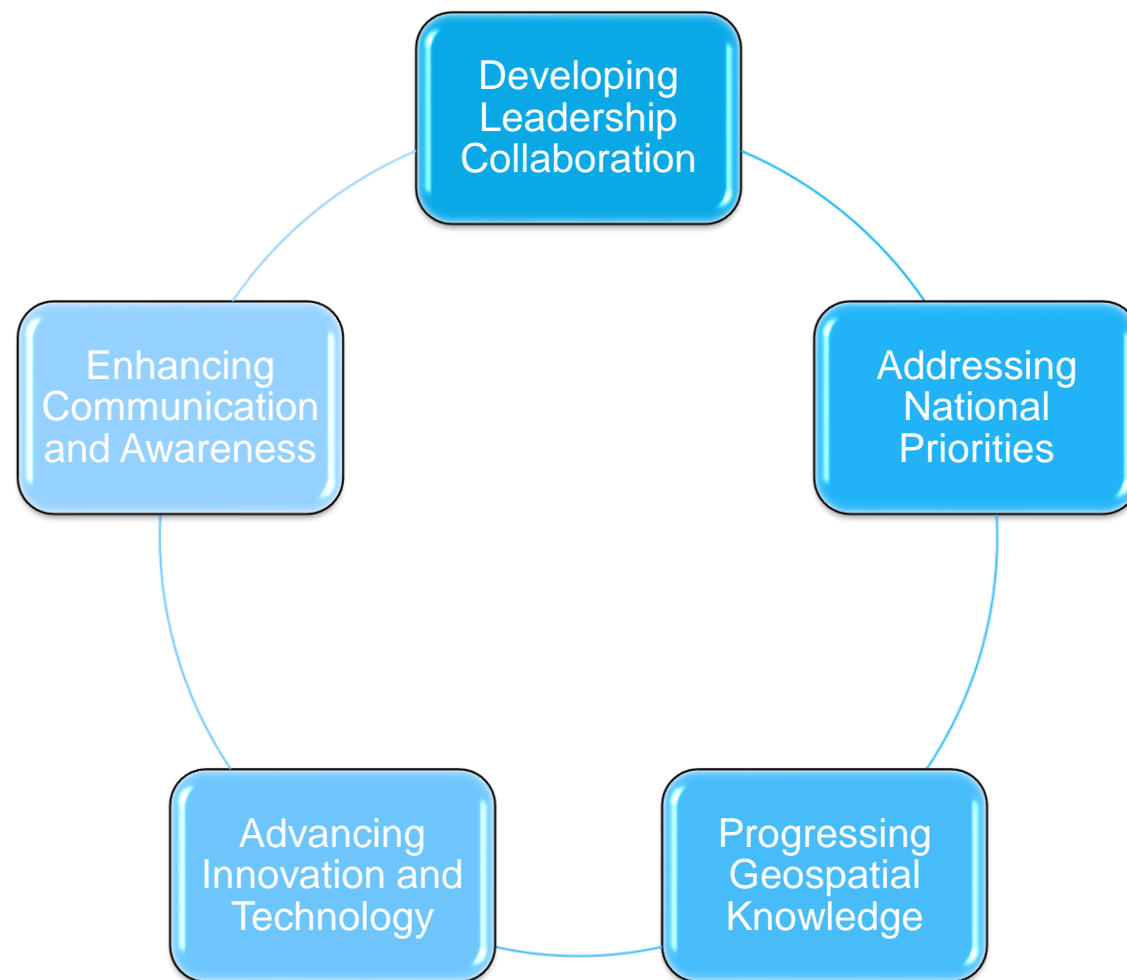 Developing
Leadership
Collaboration
Addressing
National
Priorities
Progressing
Geospatial
Knowledge
Advancing
Innovation and
Technology
Enhancing
Communication
and Awareness